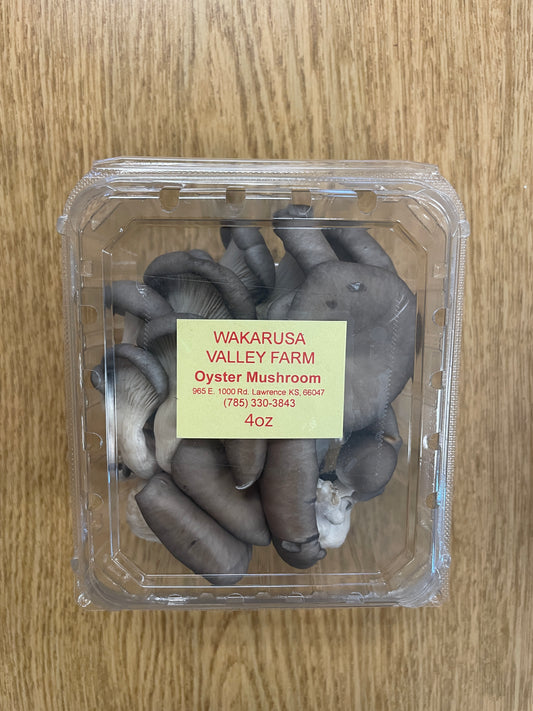 WAKARUSA
VALLEY FARM
Oyster Mushroom
965 E. 1000 Rd. Lawrence KS, 66047
(785) 330-3843
4oz